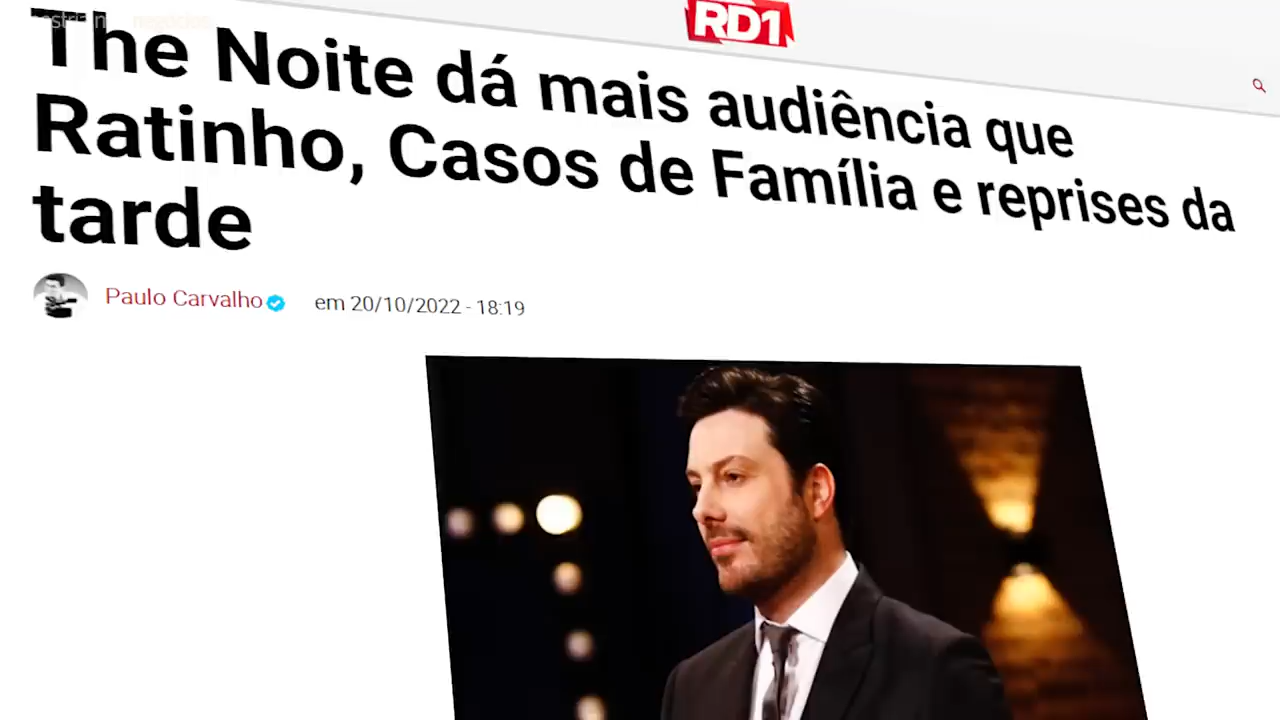 RD1
The Noite dá mais audiência que
Ratinho, Casos de Família e reprises da
tarde
Paulo Carvalho em 20/10/2022 - 18:19